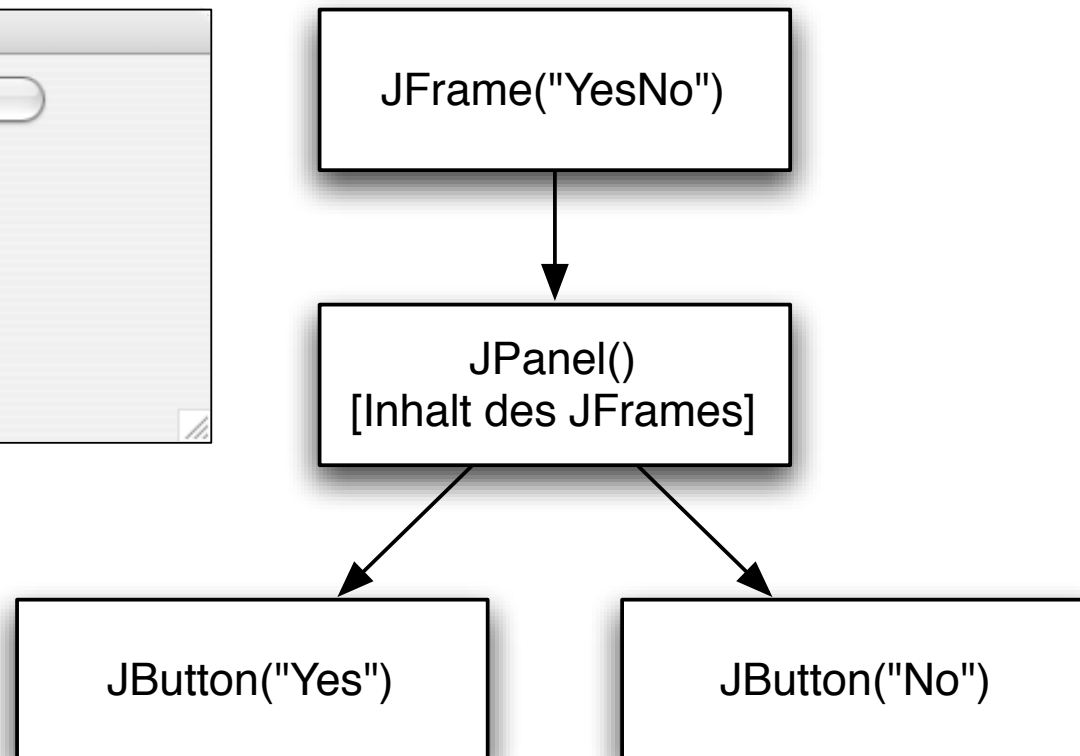 JFrame("YesNo")
JPanel()
[Inhalt des JFrames]
JButton("Yes")
JButton("No")